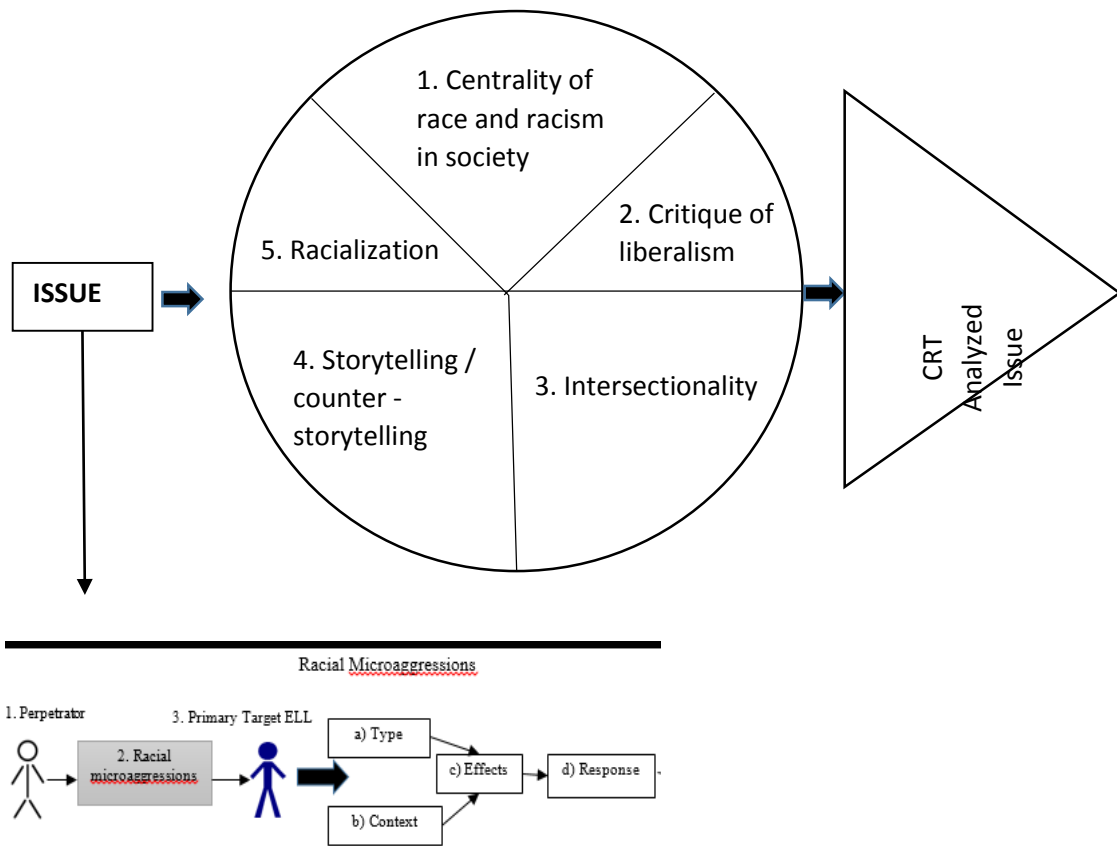 1. Centrality of
race and racism
in society
2. Critique of
liberalism
5. Racialization
ISSUE
4. Storytelling /
counter -
storytelling
3. Intersectionality
CRT
Analyzed
Issue
Racial Microaggressions
1. Perpetrator
3. Primary Target ELL
2. Racial
microaggressions
a) Type
c) Effects
d) Response
b) Context